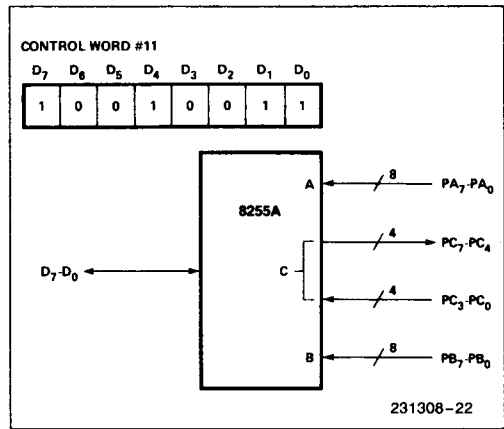 CONTROL WORD #11
D7 D6 D5 D4 D3 D2 D1 D0
1 0 0 1 0 0 1 1
8255A
A 8 PA7-PA0
4 PC7-PC4
D7-D0 C
4 PC3-PC0
B 8 PB7-PB0
231308-22